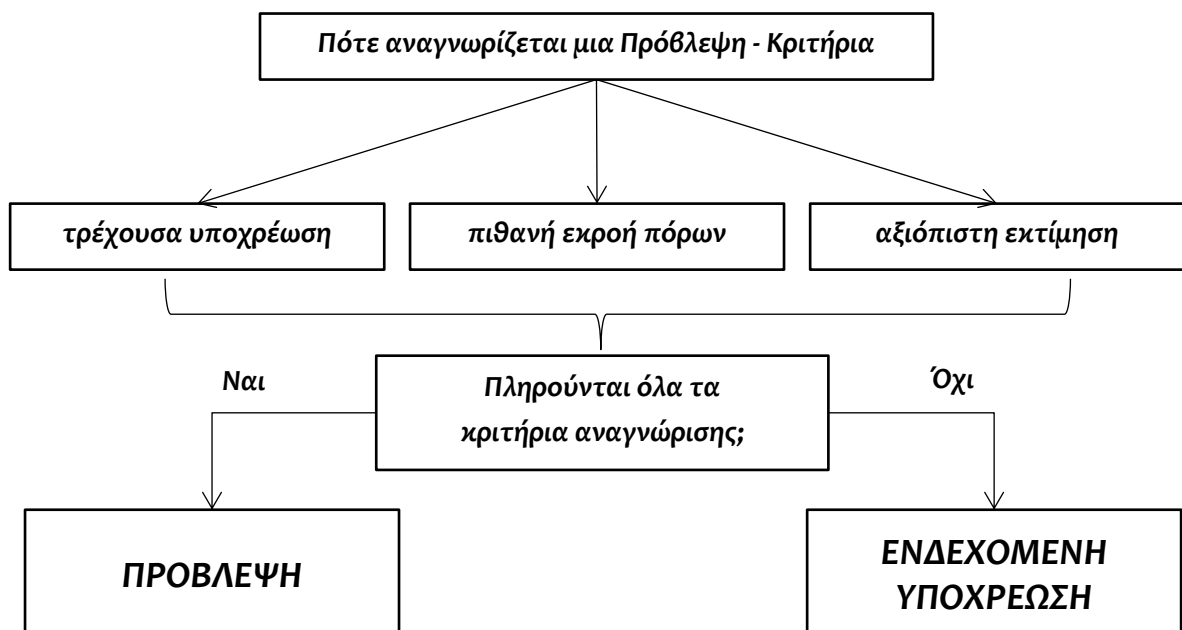 Πότε αναγνωρίζεται μια Πρόβλεψη - Κριτήρια
τρέχουσα υποχρέωση
πιθανή εκροή πόρων
αξιόπιστη εκτίμηση
Ναι
Όχι
Πληρούνται όλα τα
κριτήρια αναγνώρισης;
ΠΡΟΒΛΕΨΗ
ΕΝΔΕΧΟΜΕΝΗ
ΥΠΟΧΡΕΩΣΗ